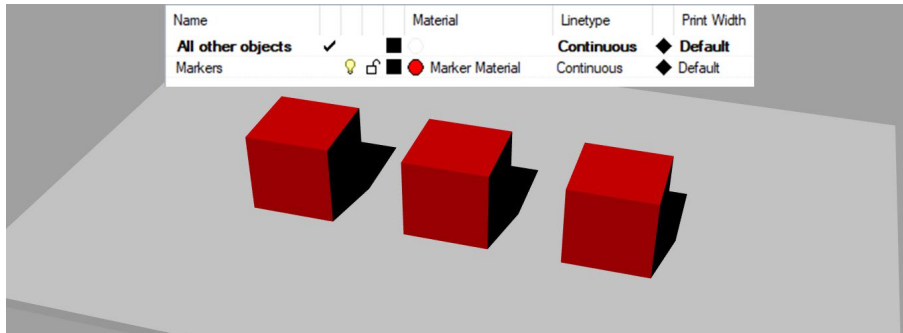 Name Material Linetype Print Width
All other objects Continuous Default
Markers Marker Material Continuous Default